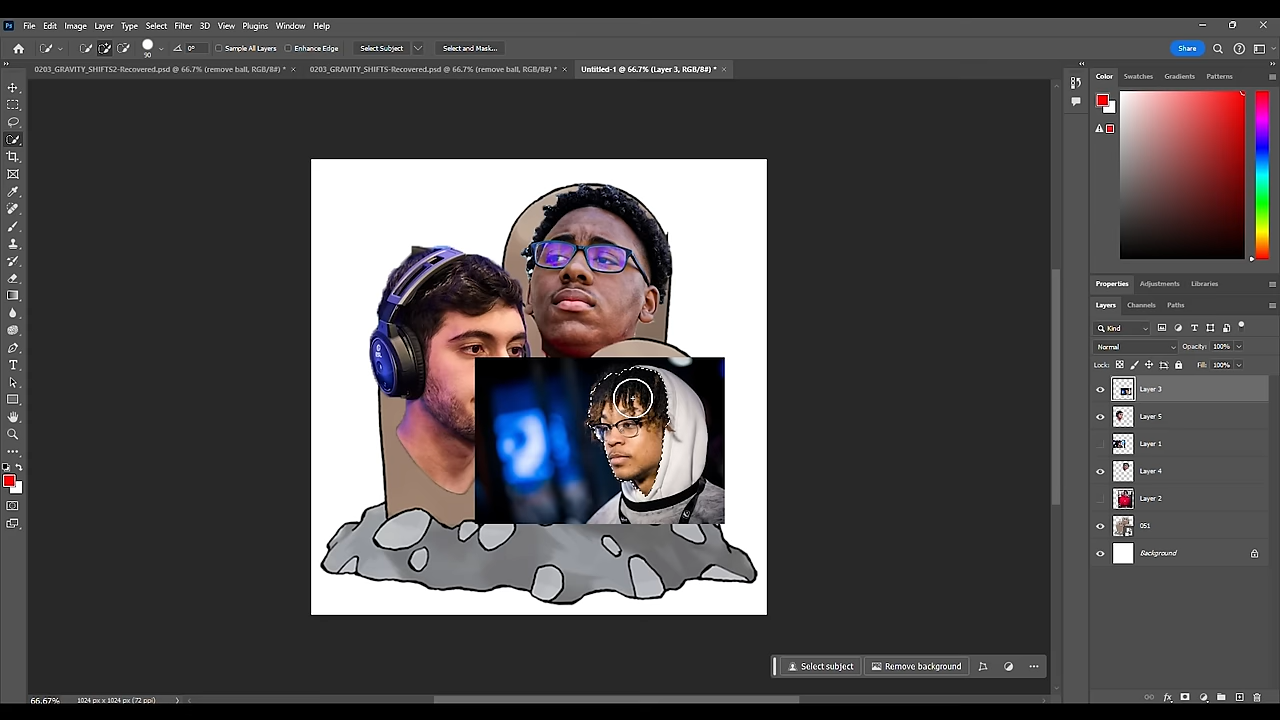 Ps File Edit Image Layer Type Select Filter 3D View Plugins Window Help
90 0° Sample All Layers Enhance Edge Select Subject Select and Mask... Share
0203_GRAVITY_SHIFTS2-Recovered.psd @ 66.7% (remove ball, RGB/8#) * × 0203_GRAVITY_SHIFTS-Recovered.psd @ 66.7% (remove ball, RGB/8#) * × Untitled-1 @ 66.7% (Layer 3, RGB/8#) * ×
Color Swatches Gradients Patterns
Properties Adjustments Libraries
Layers Channels Paths
Kind
Normal Opacity: 100%
Lock: Fill: 100%
Layer 3
Layer 5
Layer 1
Layer 4
Layer 2
051
Background
Select subject Remove background ...
66.67% 1024 px x 1024 px (72 ppi)
fx